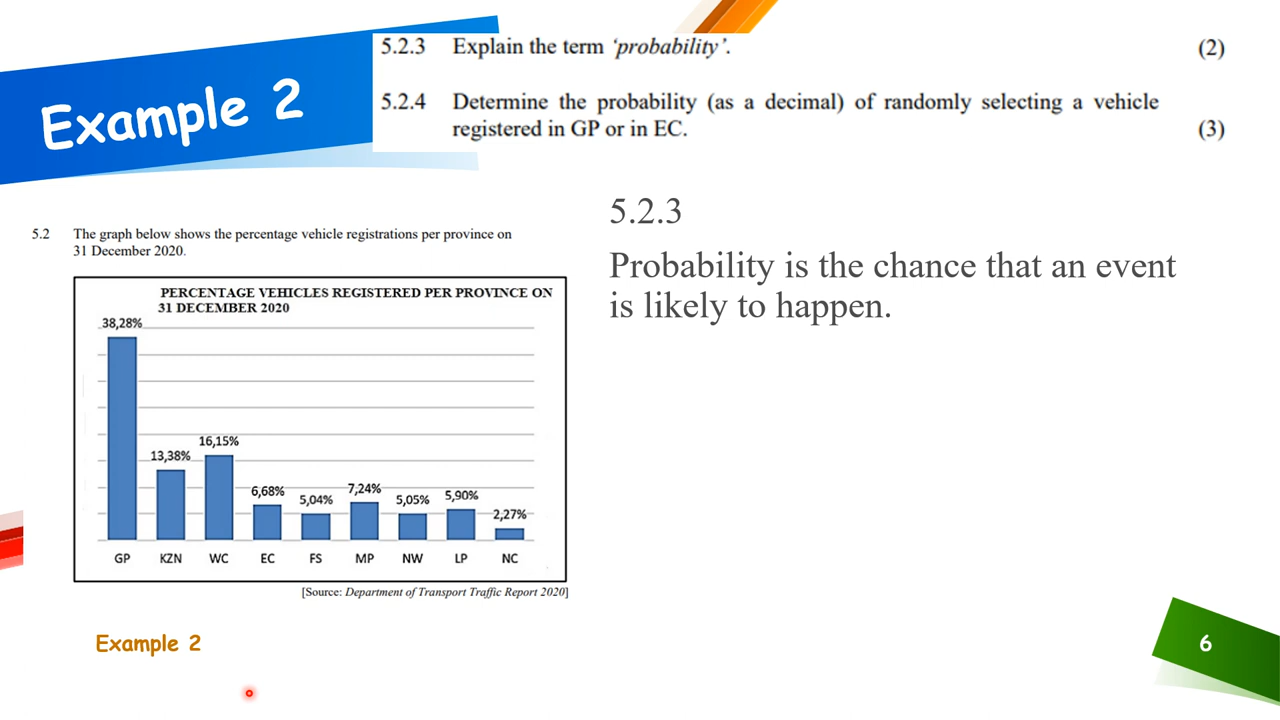 Example 2
5.2.3 Explain the term ‘probability’. (2)
5.2.4 Determine the probability (as a decimal) of randomly selecting a vehicle
registered in GP or in EC. (3)
5.2.3
Probability is the chance that an event
is likely to happen.
5.2 The graph below shows the percentage vehicle registrations per province on
31 December 2020.
PERCENTAGE VEHICLES REGISTERED PER PROVINCE ON
31 DECEMBER 2020
38,28%
13,38%
16,15%
6,68%
5,04%
7,24%
5,05%
5,90%
2,27%
GP KZN WC EC FS MP NW LP NC
[Source: Department of Transport Traffic Report 2020]
Example 2
6